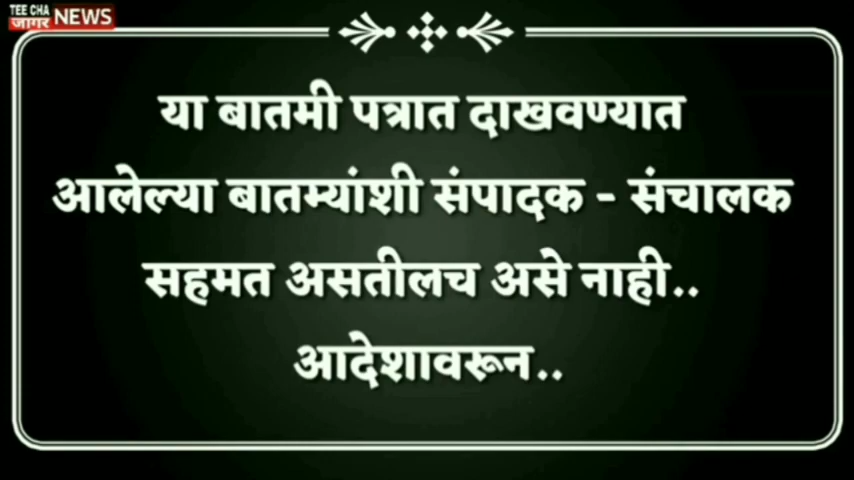 TEE CHA
जागर NEWS
या बातमी पत्रात दाखवण्यात
आलेल्या बातम्यांशी संपादक - संचालक
सहमत असतीलच असे नाही..
आदेशावरून..